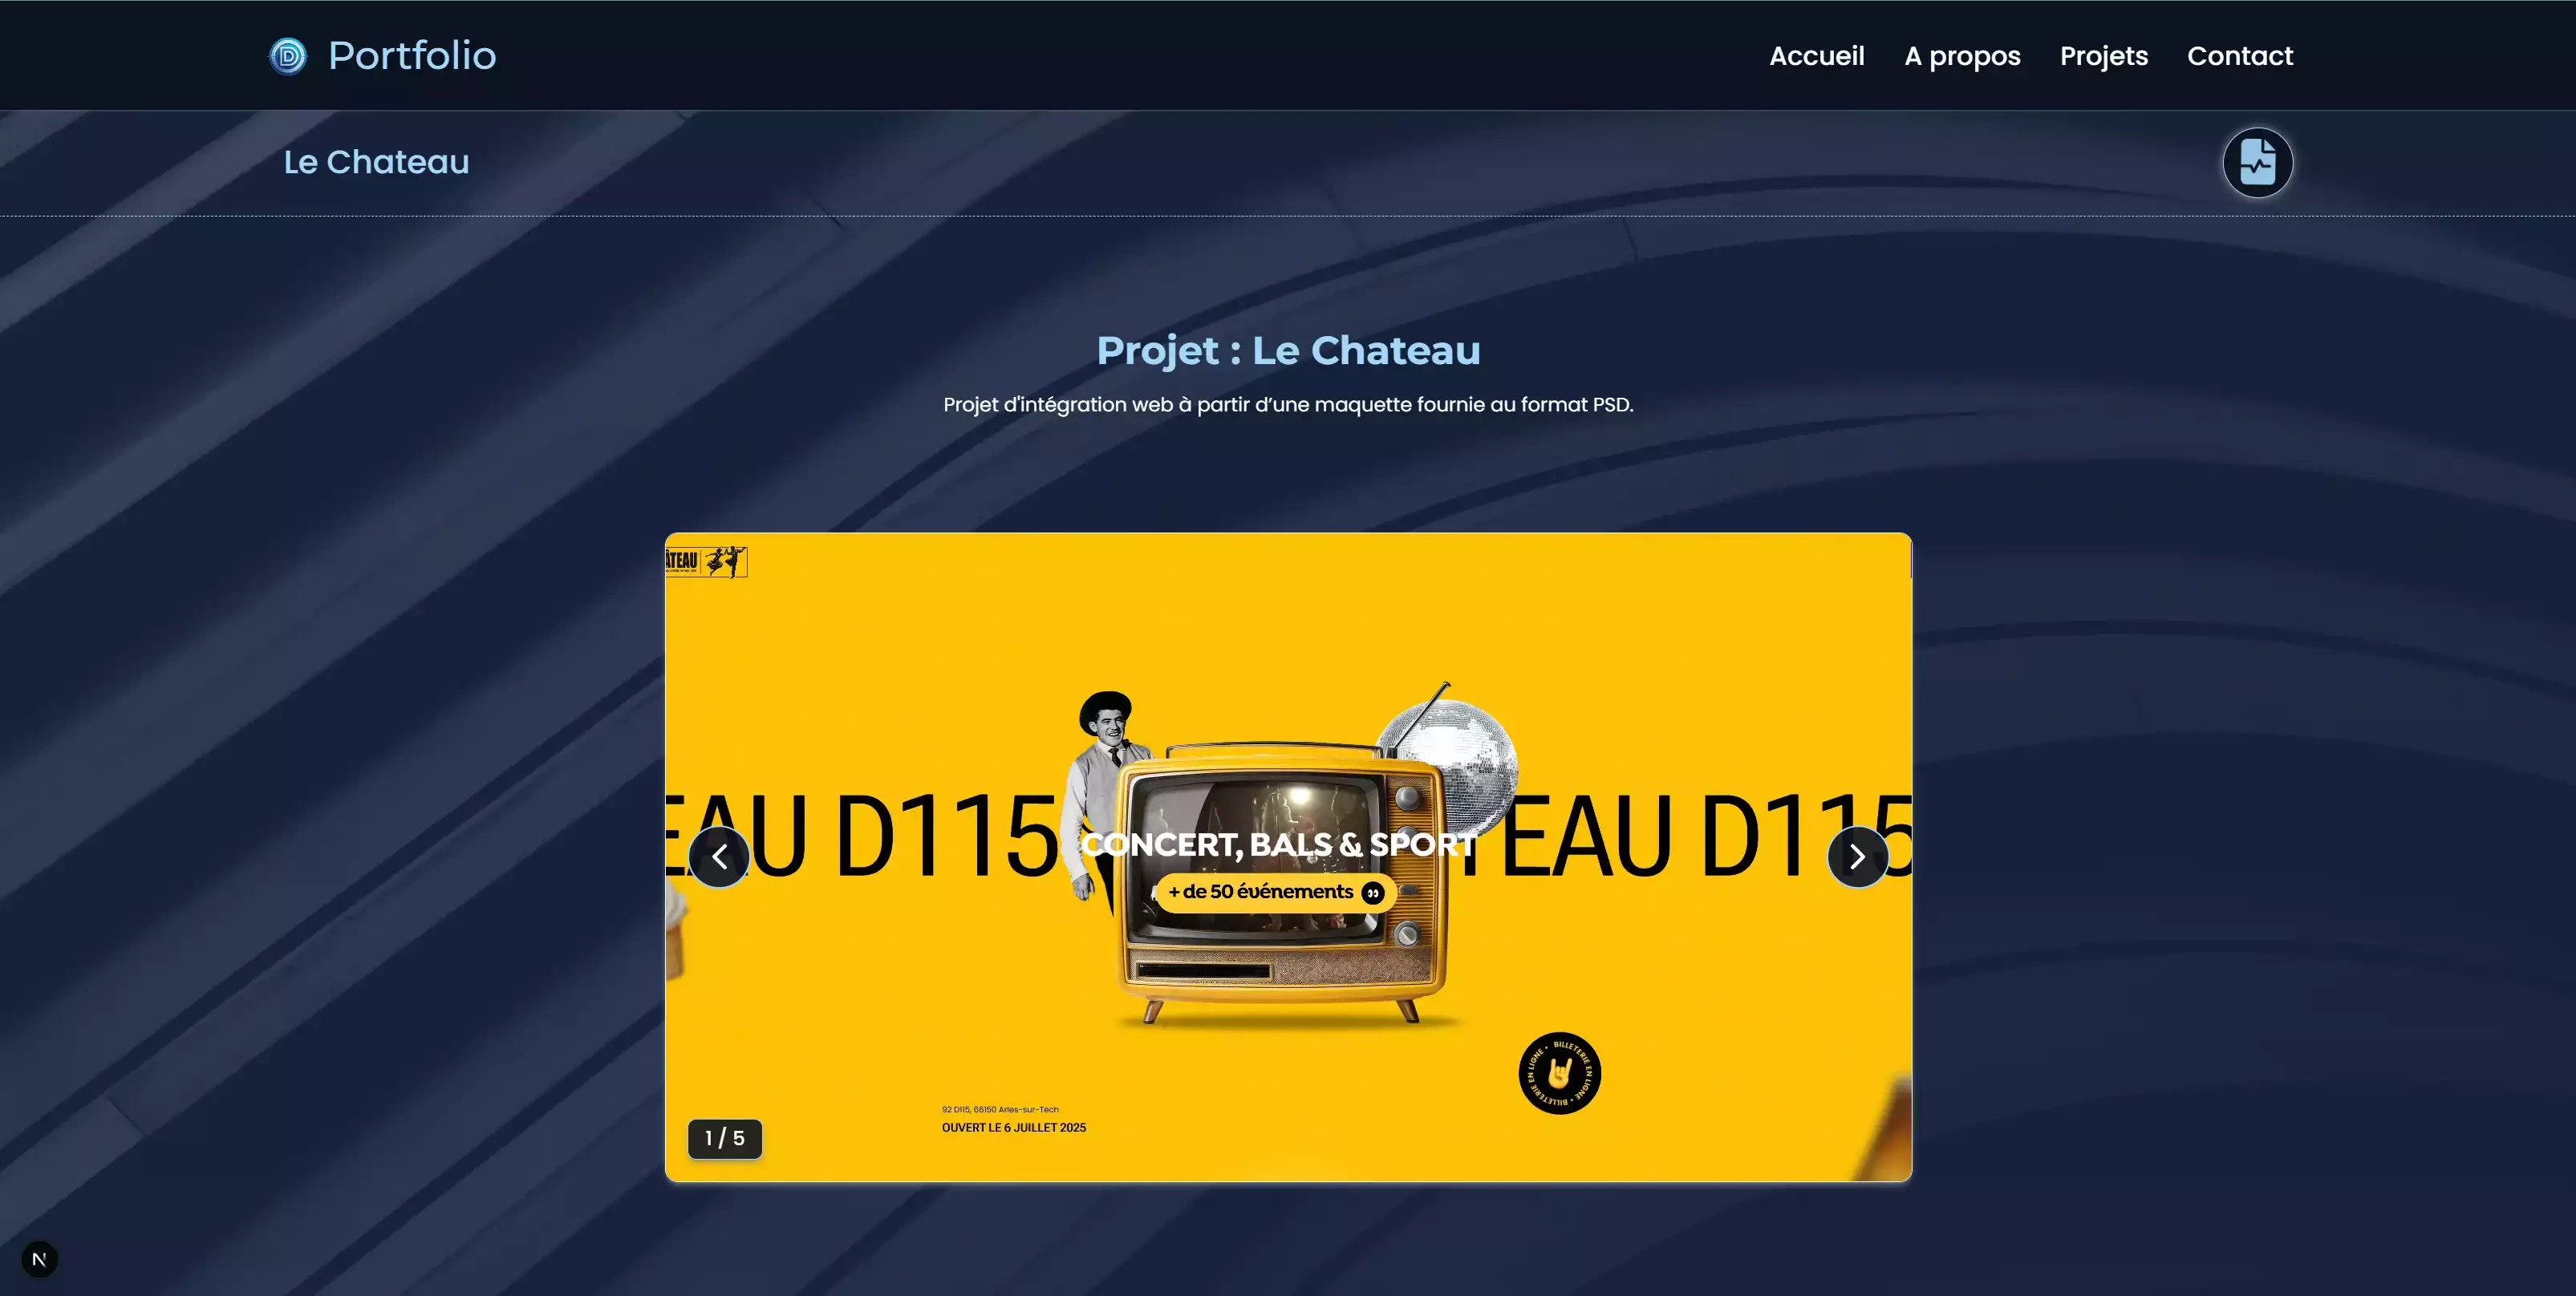 Portfolio
Accueil
A propos
Projets
Contact
Le Chateau
Projet : Le Chateau
Projet d'intégration web à partir d’une maquette fournie au format PSD.
ÂTEAU
EAU D115
TEAU D115
CONCERT, BALS & SPORT
+ de 50 événements
BILLETERIE EN LIGNE • BILLETERIE EN LIGNE •
92 D115, 66150 Arles-sur-Tech
OUVERT LE 6 JUILLET 2025
1 / 5
N